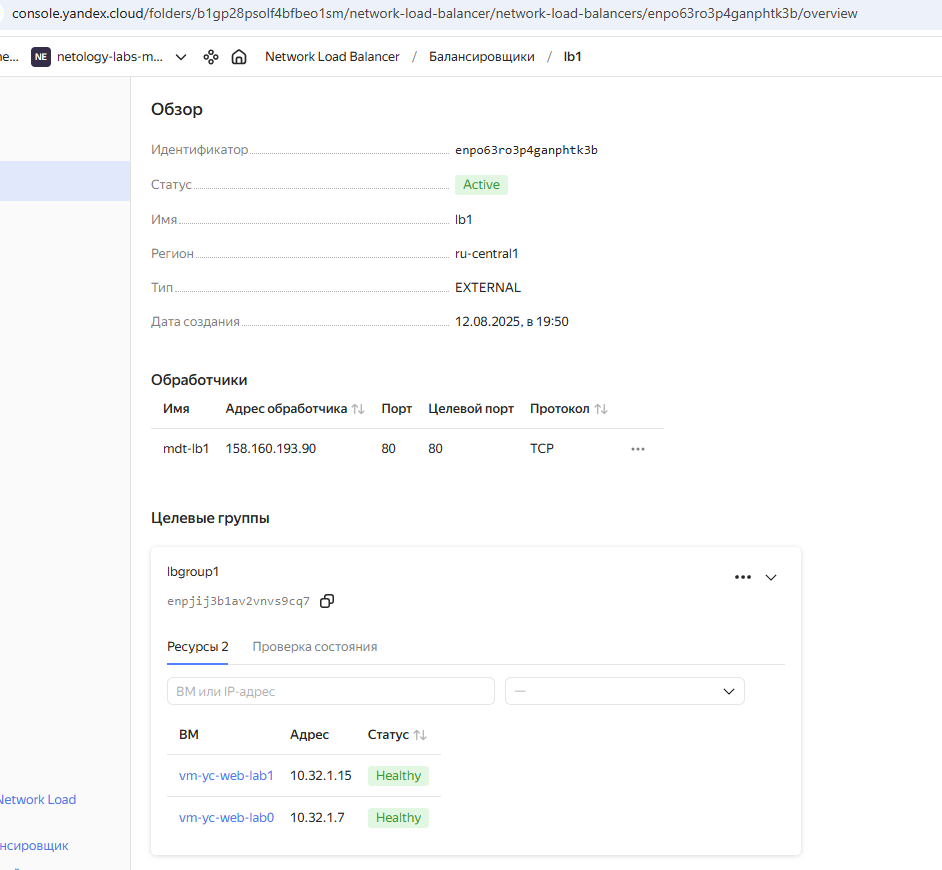 console.yandex.cloud/folders/b1gp28psolf4bfbeo1sm/network-load-balancer/network-load-balancers/enpo63ro3p4ganphtk3b/overview
NE netology-labs-m... Network Load Balancer / Балансировщики / lb1
Обзор
Идентификатор enpo63ro3p4ganphtk3b
Статус Active
Имя lb1
Регион ru-central1
Тип EXTERNAL
Дата создания 12.08.2025, в 19:50
Обработчики
Имя Адрес обработчика Порт Целевой порт Протокол
mdt-lb1 158.160.193.90 80 80 TCP
Целевые группы
lbgroup1
enpjij3b1av2vnvs9cq7
Ресурсы 2 Проверка состояния
ВМ или IP-адрес —
ВМ Адрес Статус
vm-yc-web-lab1 10.32.1.15 Healthy
vm-yc-web-lab0 10.32.1.7 Healthy
Network Load
нсировщик